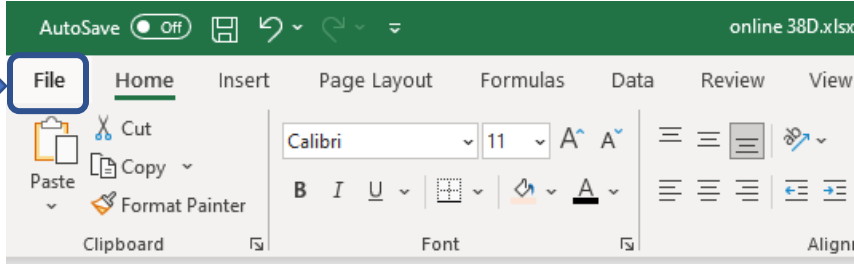 AutoSave Off online 38D.xlsx
File Home Insert Page Layout Formulas Data Review View
Cut
Calibri 11 A A
Copy
Paste
B I U A
Format Painter
Clipboard Font